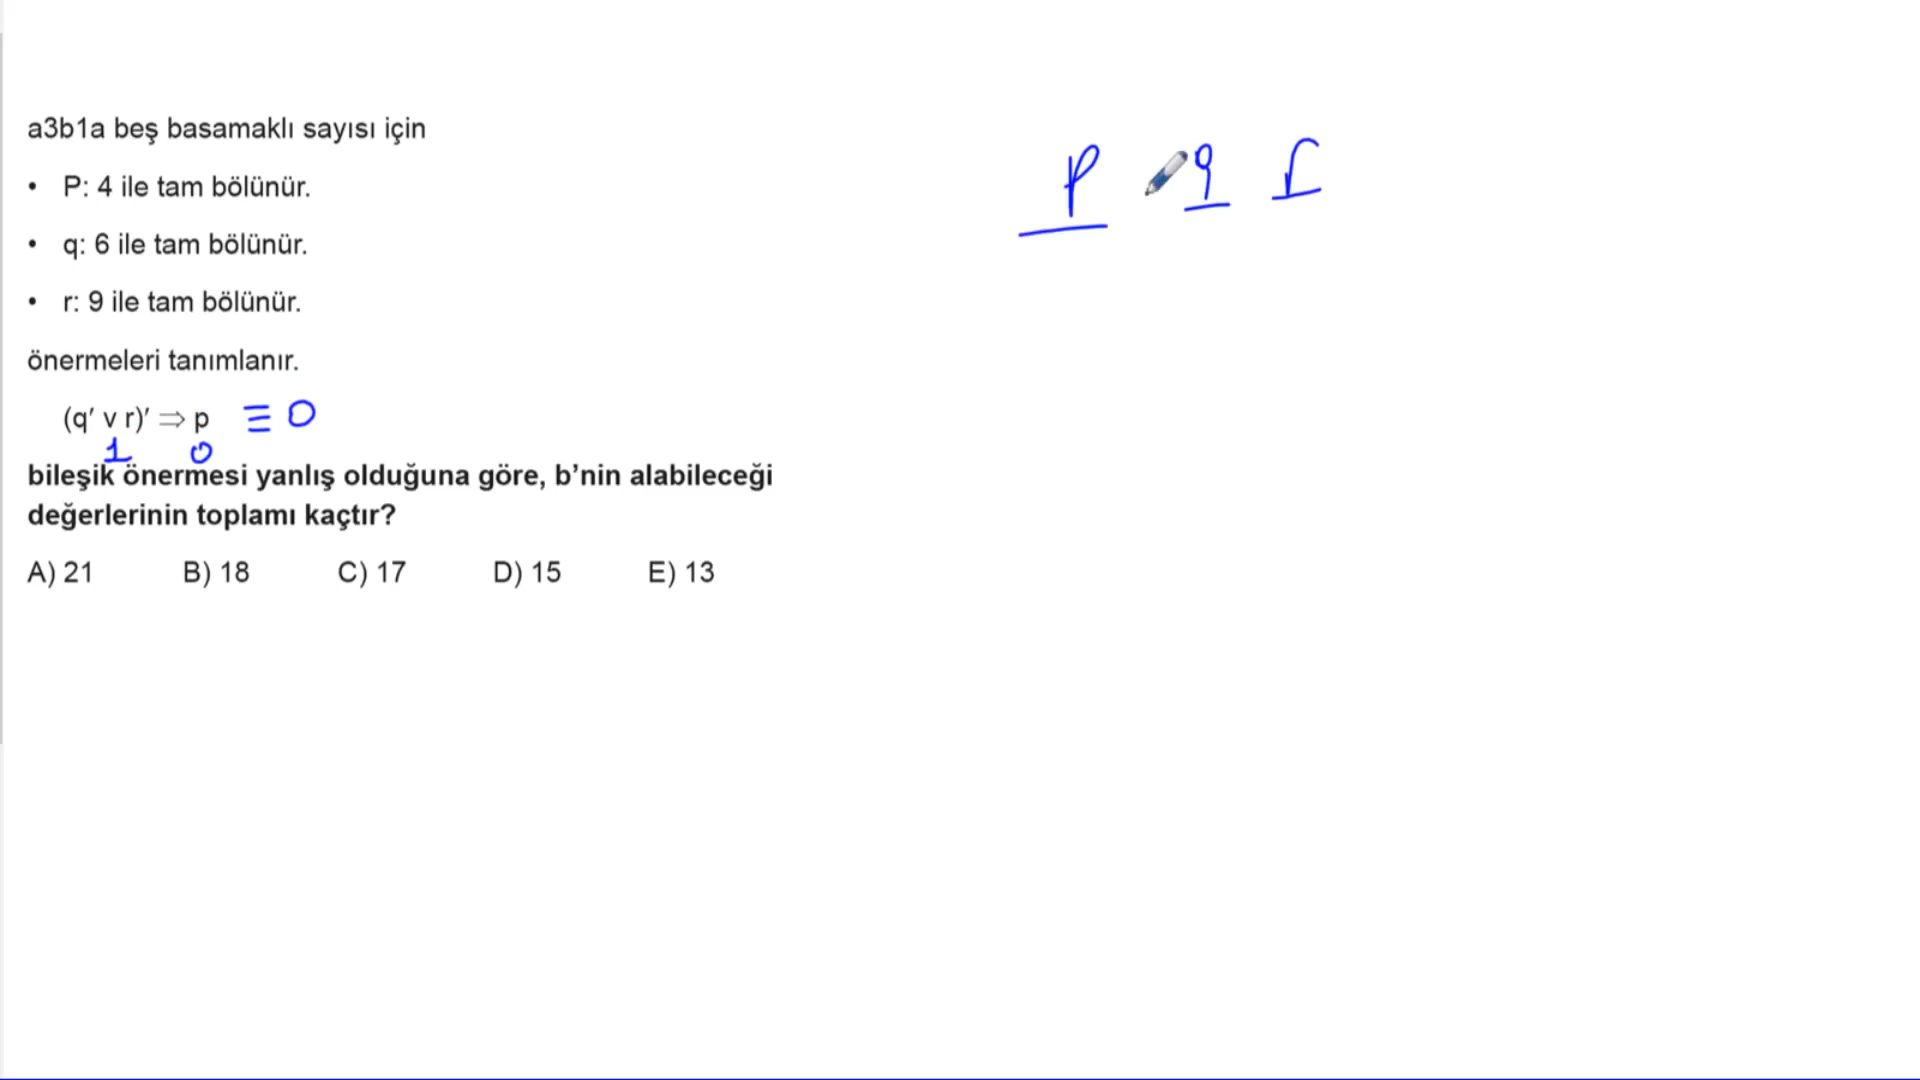 a3b1a beş basamaklı sayısı için
• P: 4 ile tam bölünür.
• q: 6 ile tam bölünür.
• r: 9 ile tam bölünür.
önermeleri tanımlanır.
(q′ v r)′ ⇒ p ≡ 0
1 0
bileşik önermesi yanlış olduğuna göre, b’nin alabileceği
değerlerinin toplamı kaçtır?
A) 21 B) 18 C) 17 D) 15 E) 13
p q r